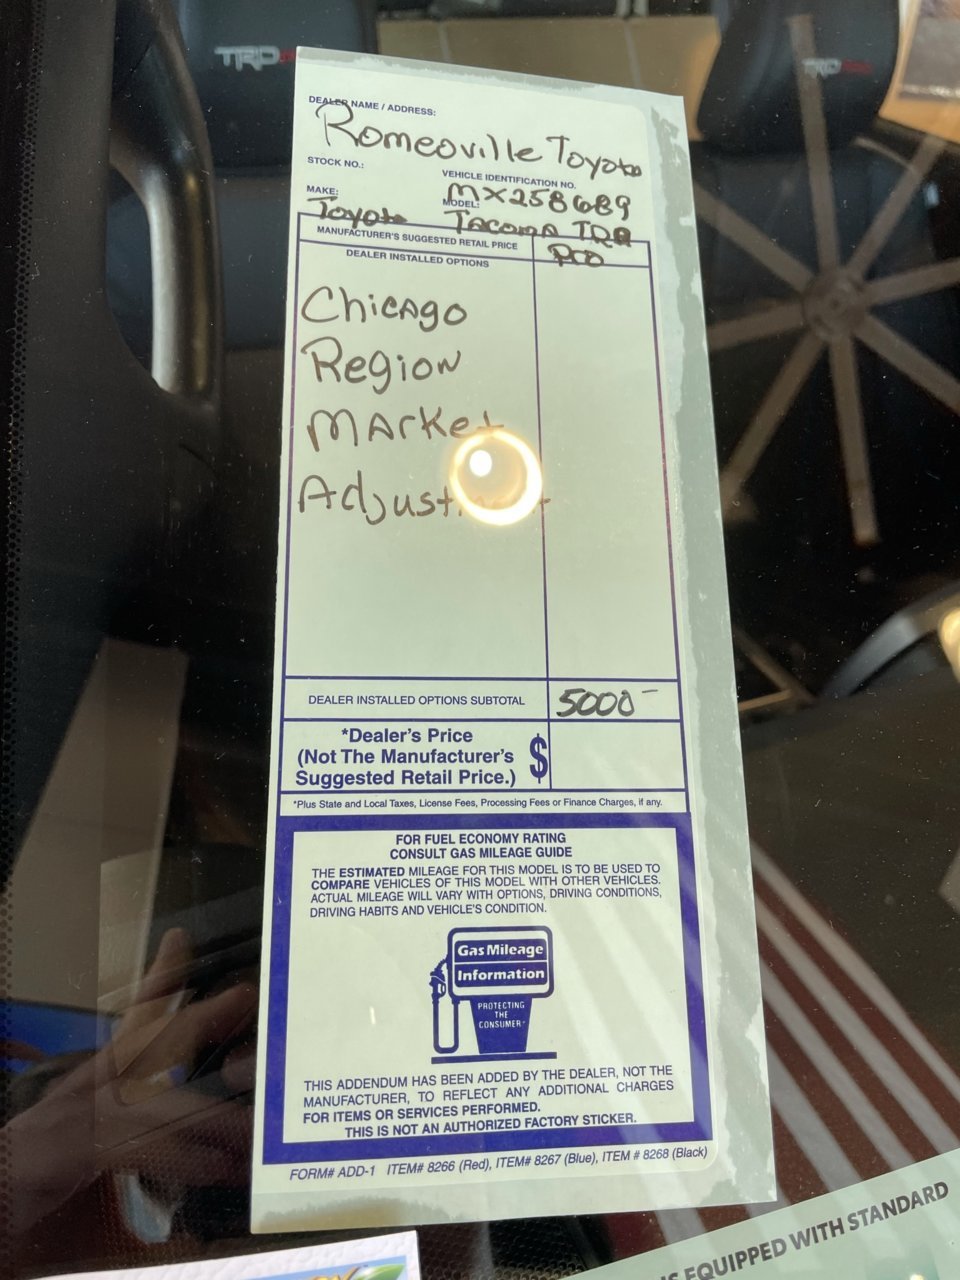 TRD
TRD
DEALER NAME / ADDRESS:
Romeoville Toyota
STOCK NO.:
VEHICLE IDENTIFICATION NO.
MX258689
MAKE:
MODEL:
Toyota
Tacoma TRD
Pro
MANUFACTURER'S SUGGESTED RETAIL PRICE
DEALER INSTALLED OPTIONS
Chicago
Region
Market
Adjustment
DEALER INSTALLED OPTIONS SUBTOTAL
5000-
*Dealer's Price
(Not The Manufacturer's
Suggested Retail Price.)
$
*Plus State and Local Taxes, License Fees, Processing Fees or Finance Charges, if any.
FOR FUEL ECONOMY RATING
CONSULT GAS MILEAGE GUIDE
THE ESTIMATED MILEAGE FOR THIS MODEL IS TO BE USED TO
COMPARE VEHICLES OF THIS MODEL WITH OTHER VEHICLES.
ACTUAL MILEAGE WILL VARY WITH OPTIONS, DRIVING CONDITIONS,
DRIVING HABITS AND VEHICLE'S CONDITION.
Gas Mileage
Information
PROTECTING
THE
CONSUMER
THIS ADDENDUM HAS BEEN ADDED BY THE DEALER, NOT THE
MANUFACTURER, TO REFLECT ANY ADDITIONAL CHARGES
FOR ITEMS OR SERVICES PERFORMED.
THIS IS NOT AN AUTHORIZED FACTORY STICKER.
FORM# ADD-1 ITEM# 8266 (Red), ITEM# 8267 (Blue), ITEM # 8268 (Black)
IS EQUIPPED WITH STANDARD